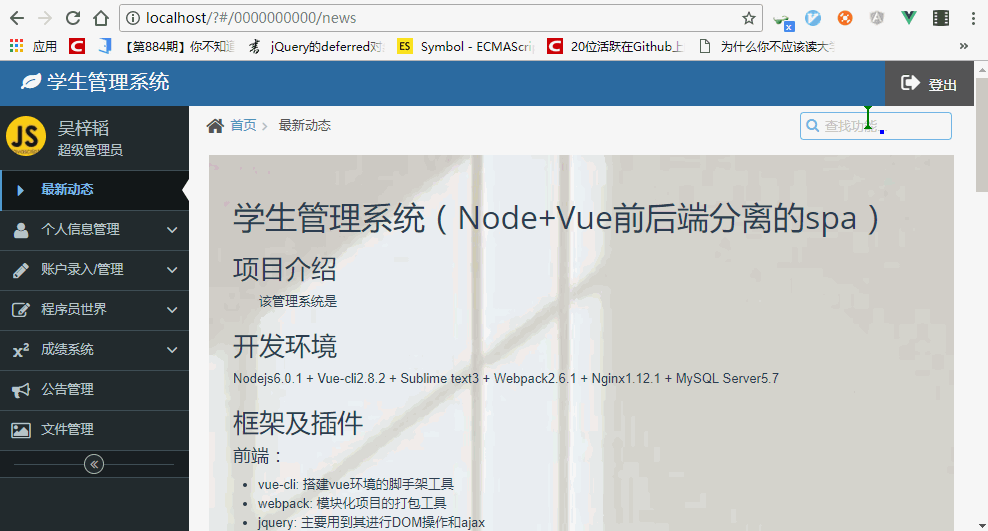 localhost/?#/0000000000/news
应用 【第884期】你不知道 jQuery的deferred对 ES Symbol - ECMAScri 20位活跃在Github上 为什么你不应该读大学
学生管理系统 登出
JS 吴梓韬
超级管理员
首页 最新动态 查找功能
最新动态
个人信息管理
账户录入/管理
程序员世界
x² 成绩系统
公告管理
文件管理
学生管理系统（Node+Vue前后端分离的spa）
项目介绍
该管理系统是
开发环境
Nodejs6.0.1 + Vue-cli2.8.2 + Sublime text3 + Webpack2.6.1 + Nginx1.12.1 + MySQL Server5.7
框架及插件
前端：
vue-cli: 搭建vue环境的脚手架工具
webpack: 模块化项目的打包工具
jquery: 主要用到其进行DOM操作和ajax